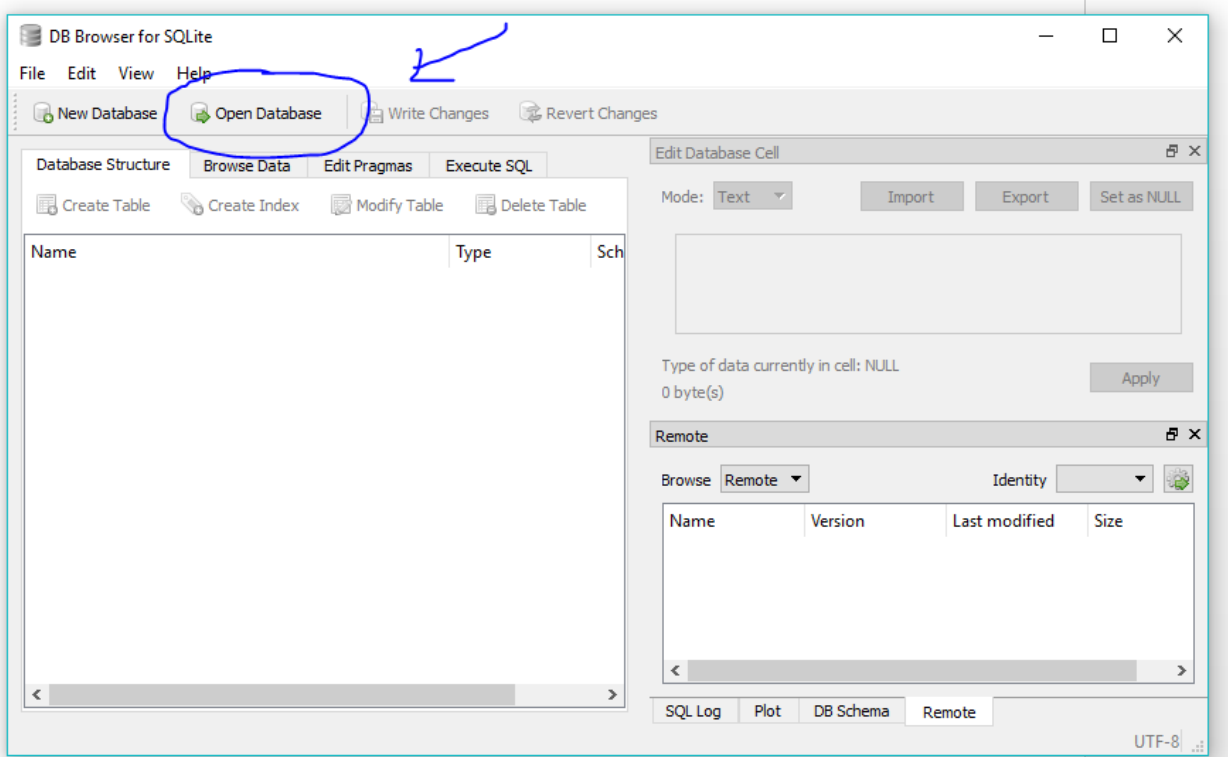 DB Browser for SQLite
File Edit View Help
New Database Open Database Write Changes Revert Changes
Database Structure Browse Data Edit Pragmas Execute SQL
Create Table Create Index Modify Table Delete Table
Name Type Sch
Edit Database Cell
Mode: Text Import Export Set as NULL
Type of data currently in cell: NULL
0 byte(s)
Apply
Remote
Browse Remote Identity
Name Version Last modified Size
SQL Log Plot DB Schema Remote
UTF-8